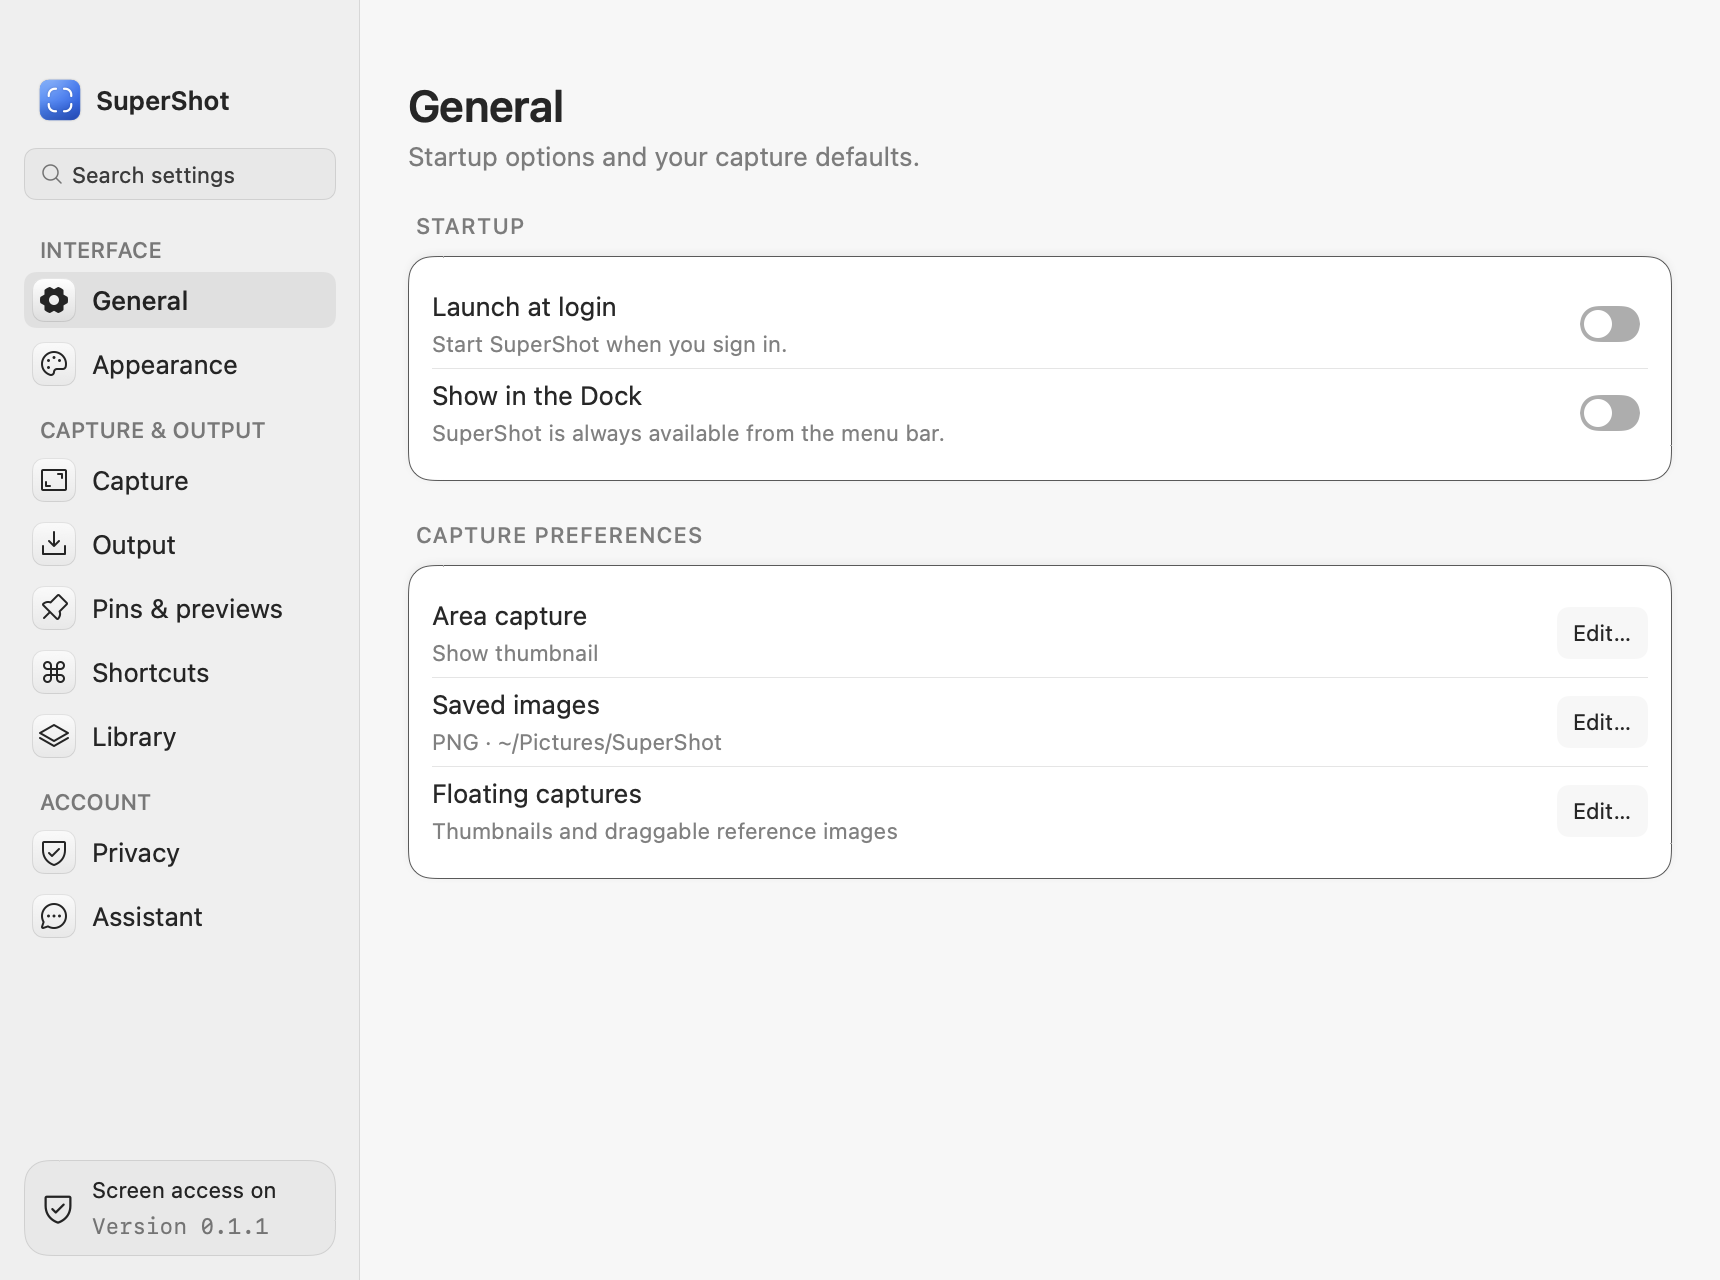 SuperShot
Search settings
INTERFACE
General
Appearance
CAPTURE & OUTPUT
Capture
Output
Pins & previews
Shortcuts
Library
ACCOUNT
Privacy
Assistant
Screen access on
Version 0.1.1
General
Startup options and your capture defaults.
STARTUP
Launch at login
Start SuperShot when you sign in.
Show in the Dock
SuperShot is always available from the menu bar.
CAPTURE PREFERENCES
Area capture
Show thumbnail
Edit...
Saved images
PNG · ~/Pictures/SuperShot
Edit...
Floating captures
Thumbnails and draggable reference images
Edit...